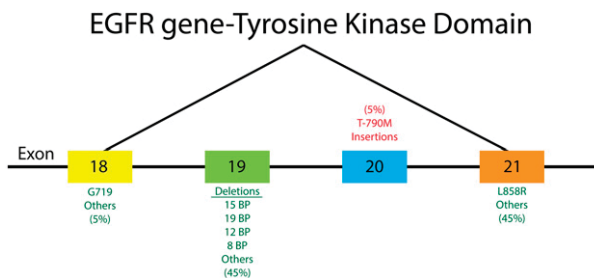 EGFR gene-Tyrosine Kinase Domain
(5%)
T-790M
Insertions
Exon
18
19
20
21
G719
Others
(5%)
Deletions
15 BP
19 BP
12 BP
8 BP
Others
(45%)
L858R
Others
(45%)